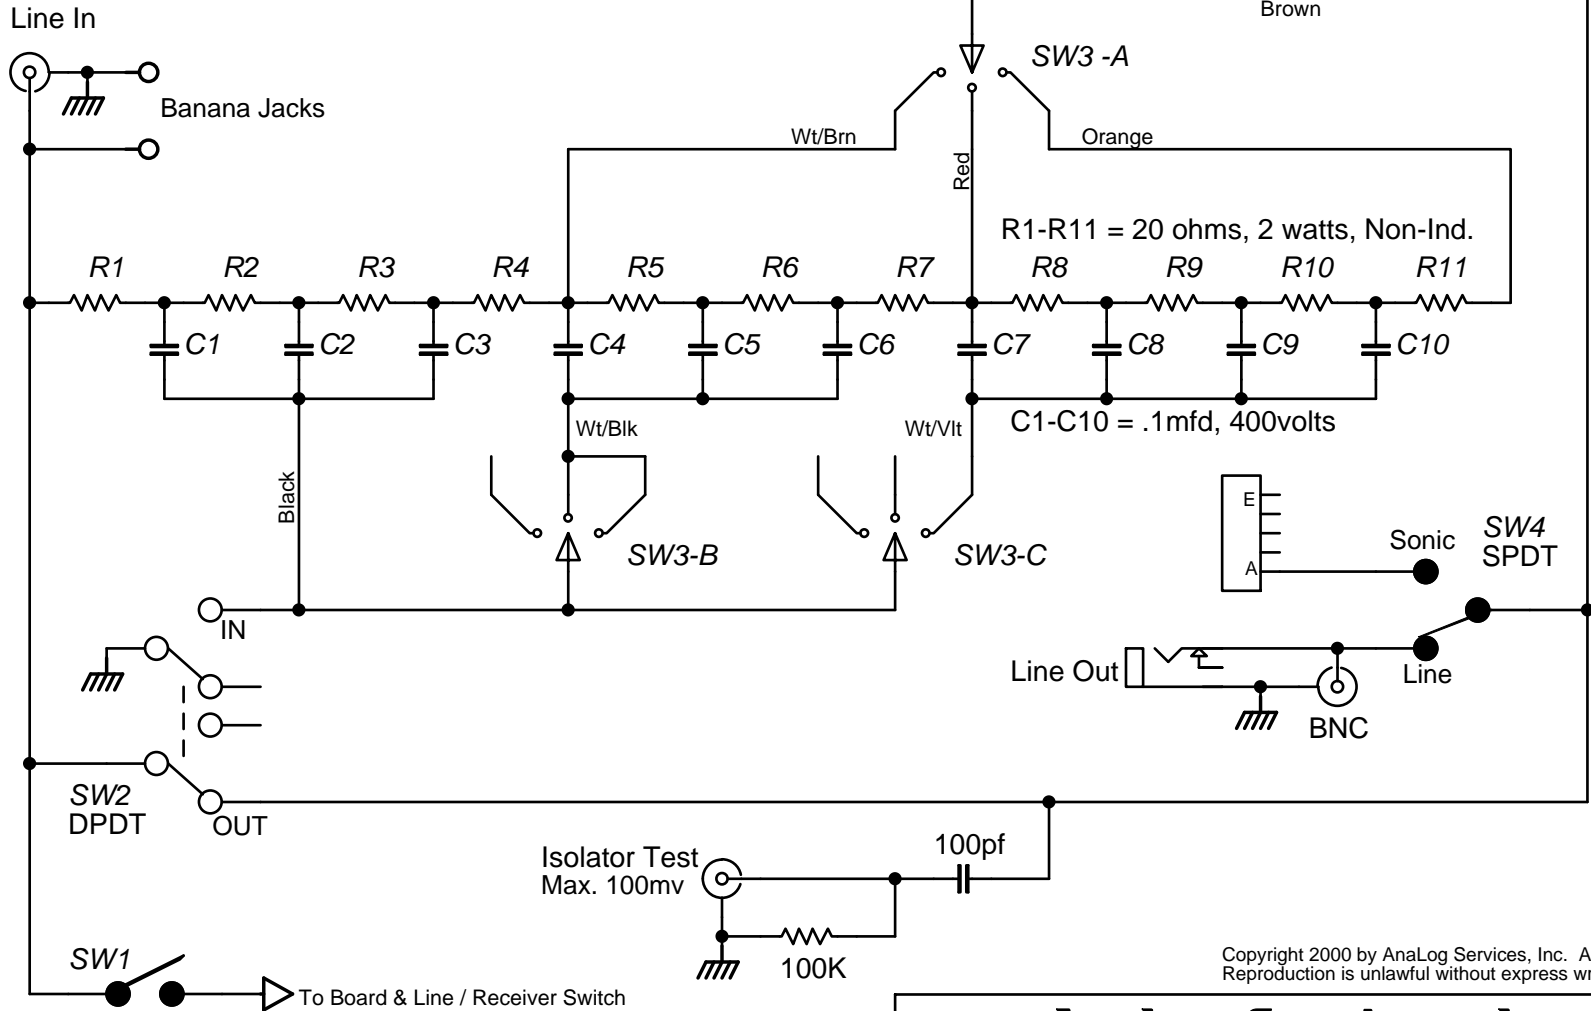 Line In
Brown
SW3 -A
Banana Jacks
Wt/Brn
Orange
Red
R1-R11 = 20 ohms, 2 watts, Non-Ind.
R1
R2
R3
R4
R5
R6
R7
R8
R9
R10
R11
C1
C2
C3
C4
C5
C6
C7
C8
C9
C10
Wt/Blk
Wt/Vlt
C1-C10 = .1mfd, 400volts
Black
SW3-B
SW3-C
E
A
Sonic
SW4
SPDT
IN
Line Out
Line
BNC
SW2
DPDT
OUT
Isolator Test
Max. 100mv
100pf
100K
SW1
To Board & Line / Receiver Switch
Copyright 2000 by AnaLog Services, Inc. A
Reproduction is unlawful without express